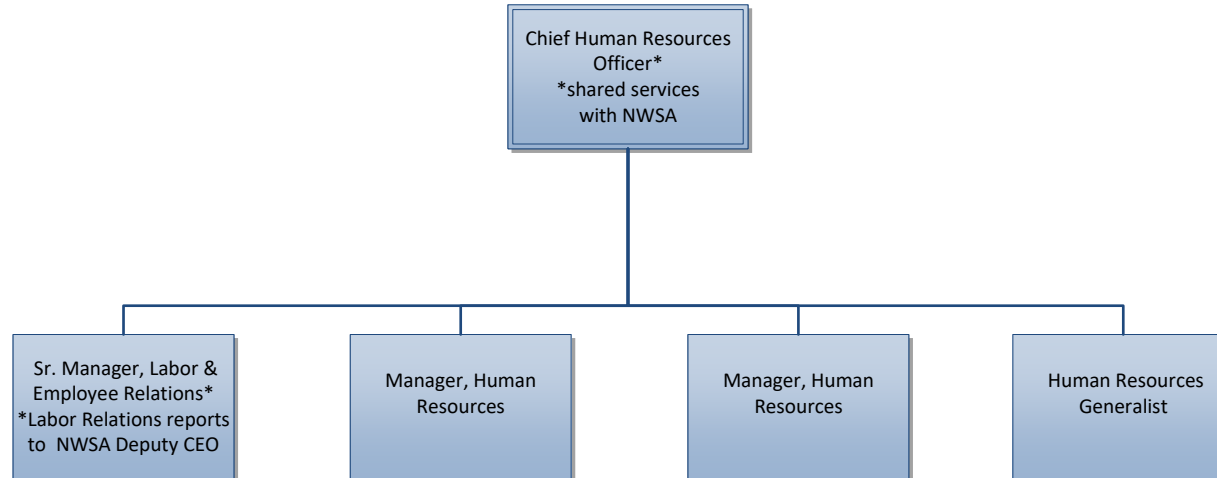 Chief Human Resources
Officer*
*shared services
with NWSA
Sr. Manager, Labor &
Employee Relations*
*Labor Relations reports
to  NWSA Deputy CEO
Manager, Human
Resources
Manager, Human
Resources
Human Resources
Generalist